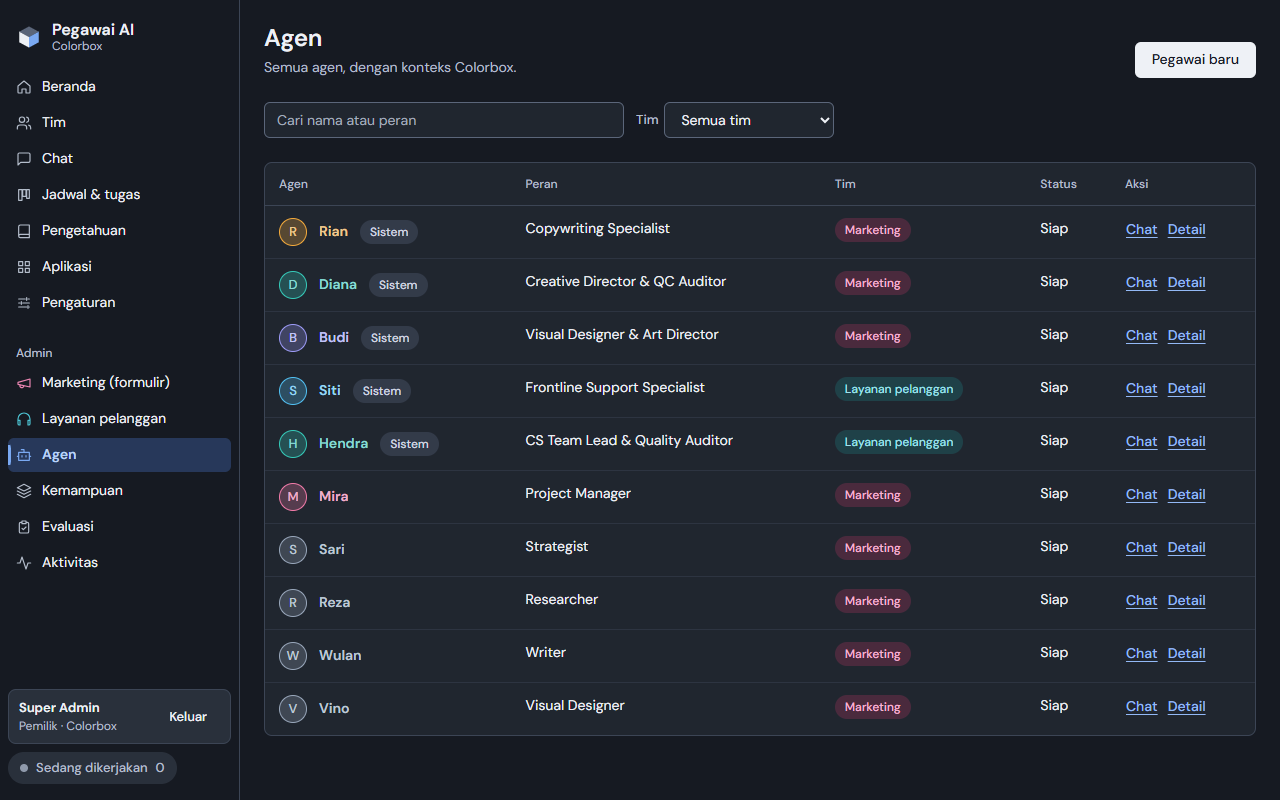 Pegawai AI
Colorbox
Beranda
Tim
Chat
Jadwal & tugas
Pengetahuan
Aplikasi
Pengaturan
Admin
Marketing (formulir)
Layanan pelanggan
Agen
Kemampuan
Evaluasi
Aktivitas
Super Admin
Pemilik · Colorbox
Keluar
Sedang dikerjakan 0
Agen
Semua agen, dengan konteks Colorbox.
Pegawai baru
Cari nama atau peran
Tim Semua tim
Agen Peran Tim Status Aksi
R Rian Sistem Copywriting Specialist Marketing Siap Chat Detail
D Diana Sistem Creative Director & QC Auditor Marketing Siap Chat Detail
B Budi Sistem Visual Designer & Art Director Marketing Siap Chat Detail
S Siti Sistem Frontline Support Specialist Layanan pelanggan Siap Chat Detail
H Hendra Sistem CS Team Lead & Quality Auditor Layanan pelanggan Siap Chat Detail
M Mira Project Manager Marketing Siap Chat Detail
S Sari Strategist Marketing Siap Chat Detail
R Reza Researcher Marketing Siap Chat Detail
W Wulan Writer Marketing Siap Chat Detail
V Vino Visual Designer Marketing Siap Chat Detail